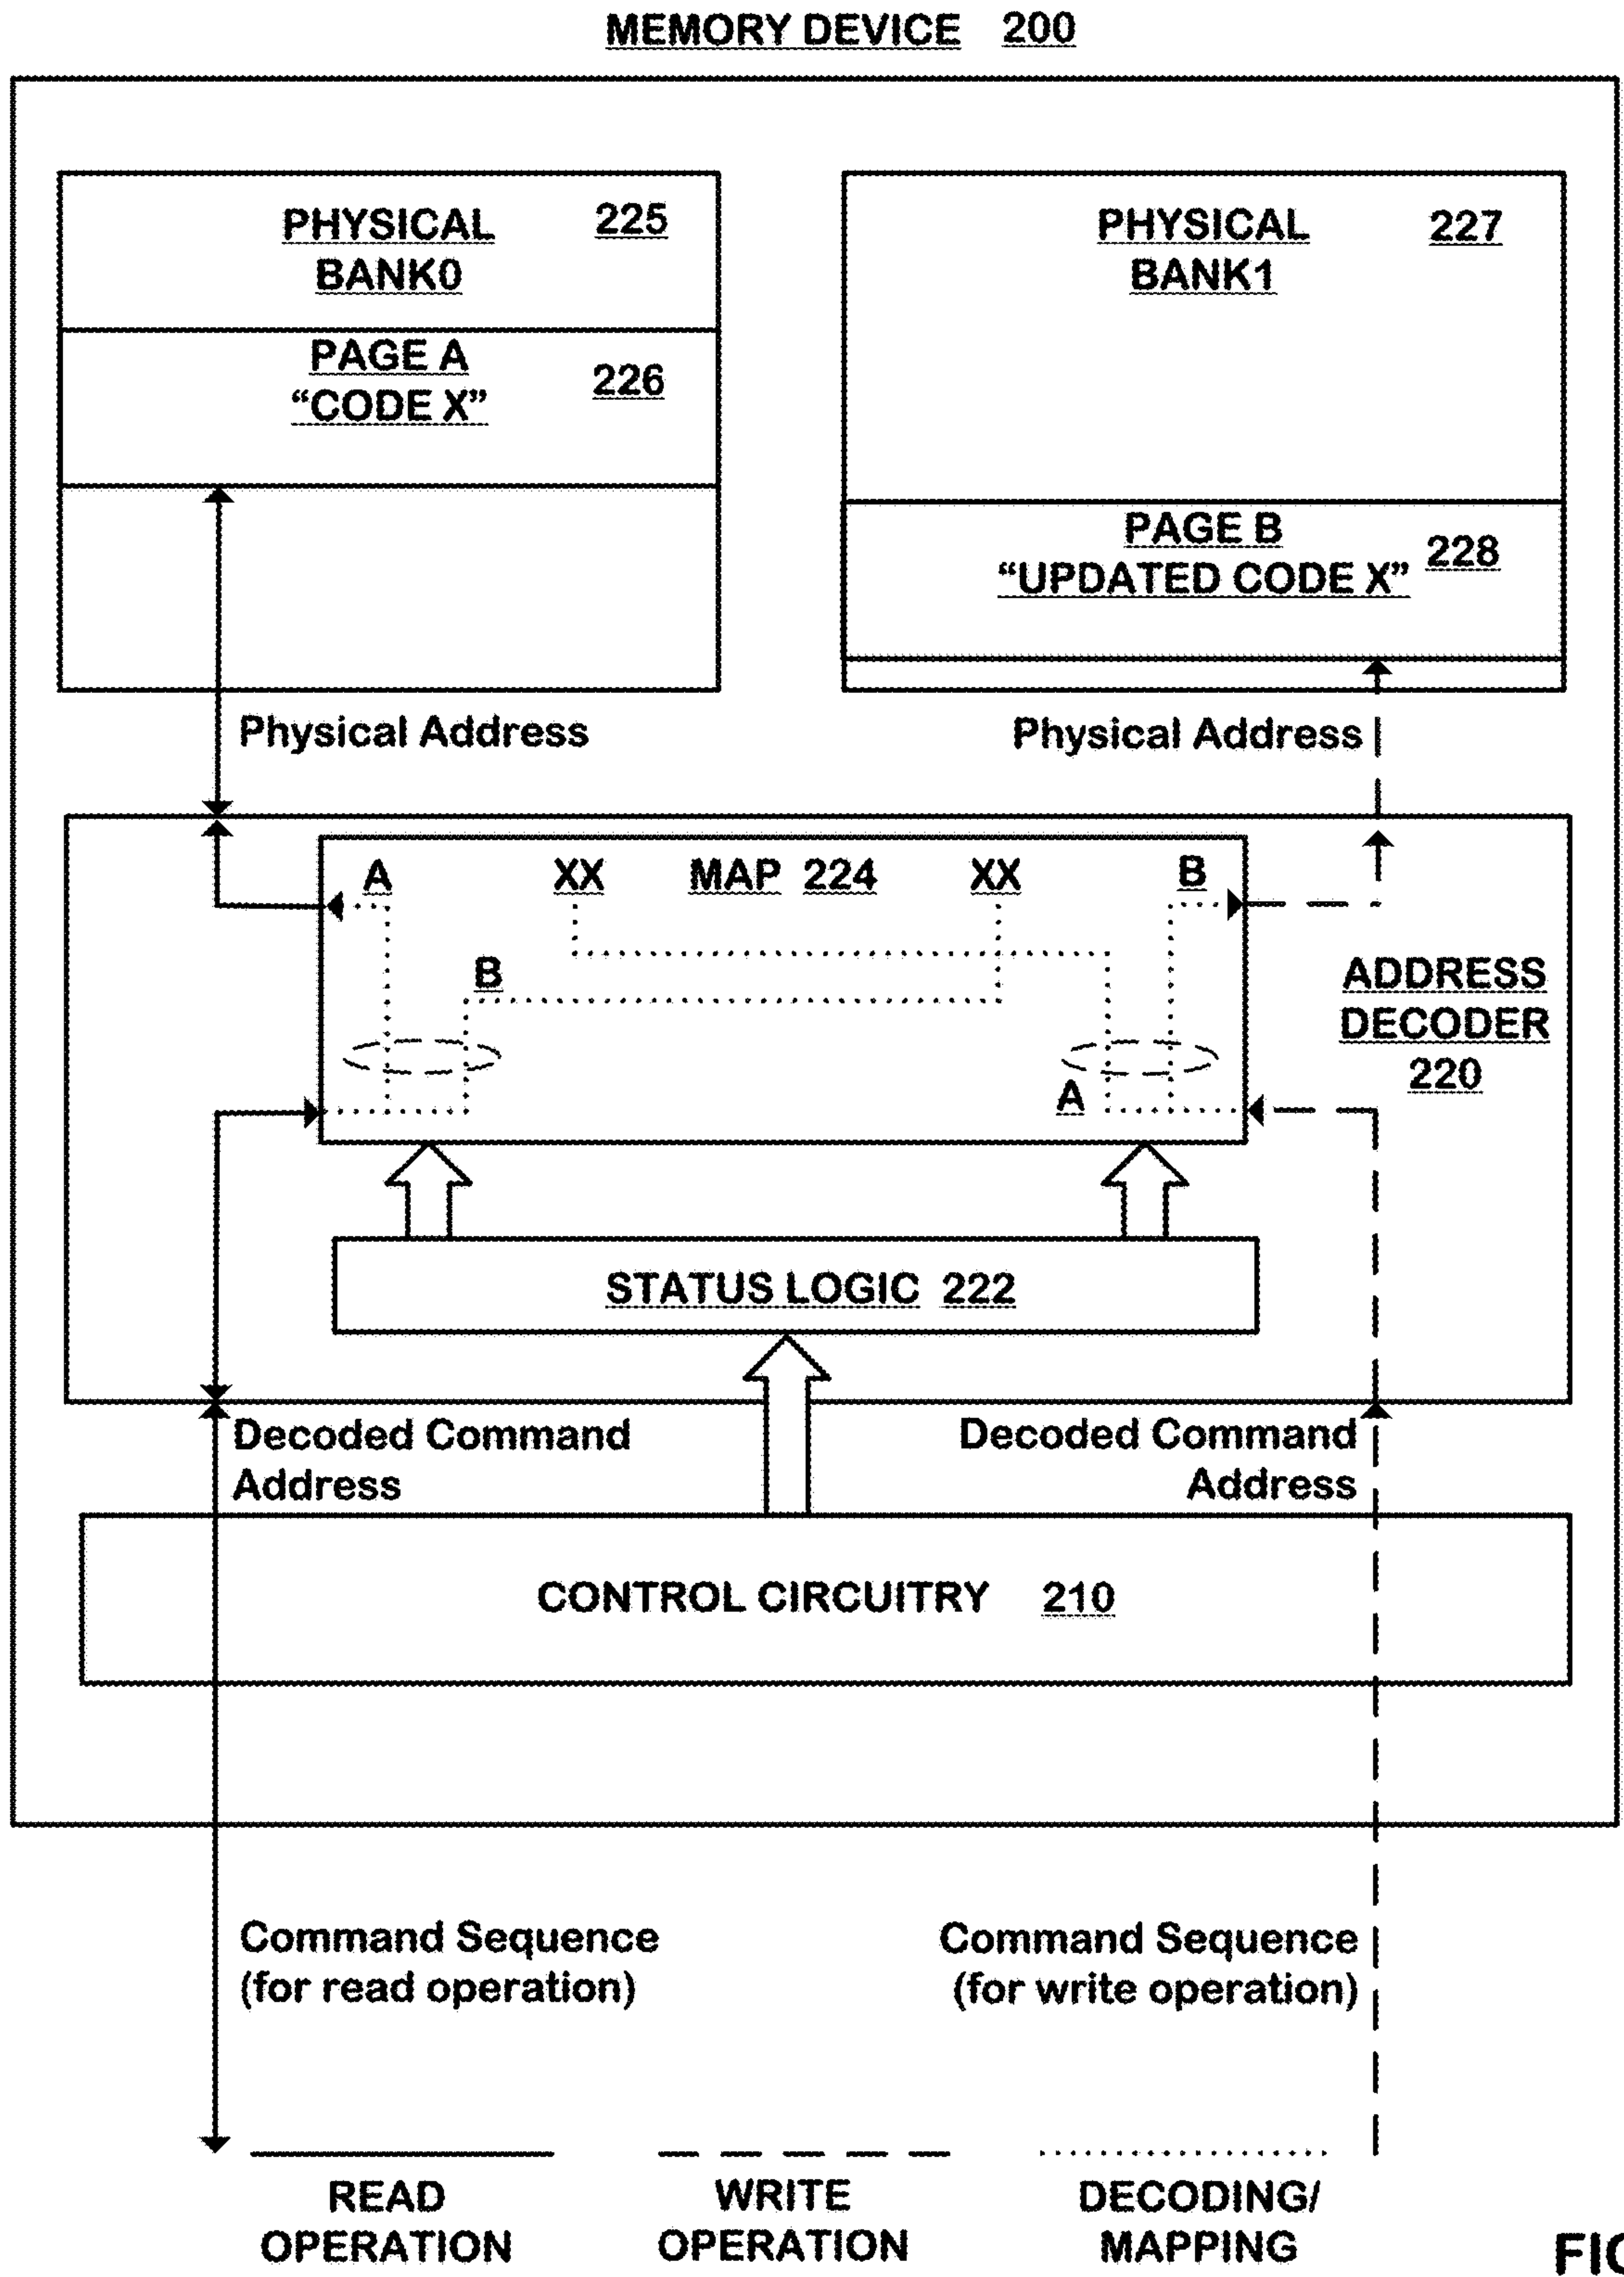 MEMORY DEVICE 200
PHYSICAL 225
BANK0
PAGE A
"CODE X" 226
PHYSICAL 227
BANK1
PAGE B
"UPDATED CODE X" 228
Physical Address
Physical Address
A XX MAP 224 XX B
B
A
ADDRESS
DECODER
220
STATUS LOGIC 222
Decoded Command
Address
Decoded Command
Address
CONTROL CIRCUITRY 210
Command Sequence
(for read operation)
Command Sequence
(for write operation)
READ
OPERATION
WRITE
OPERATION
DECODING/
MAPPING